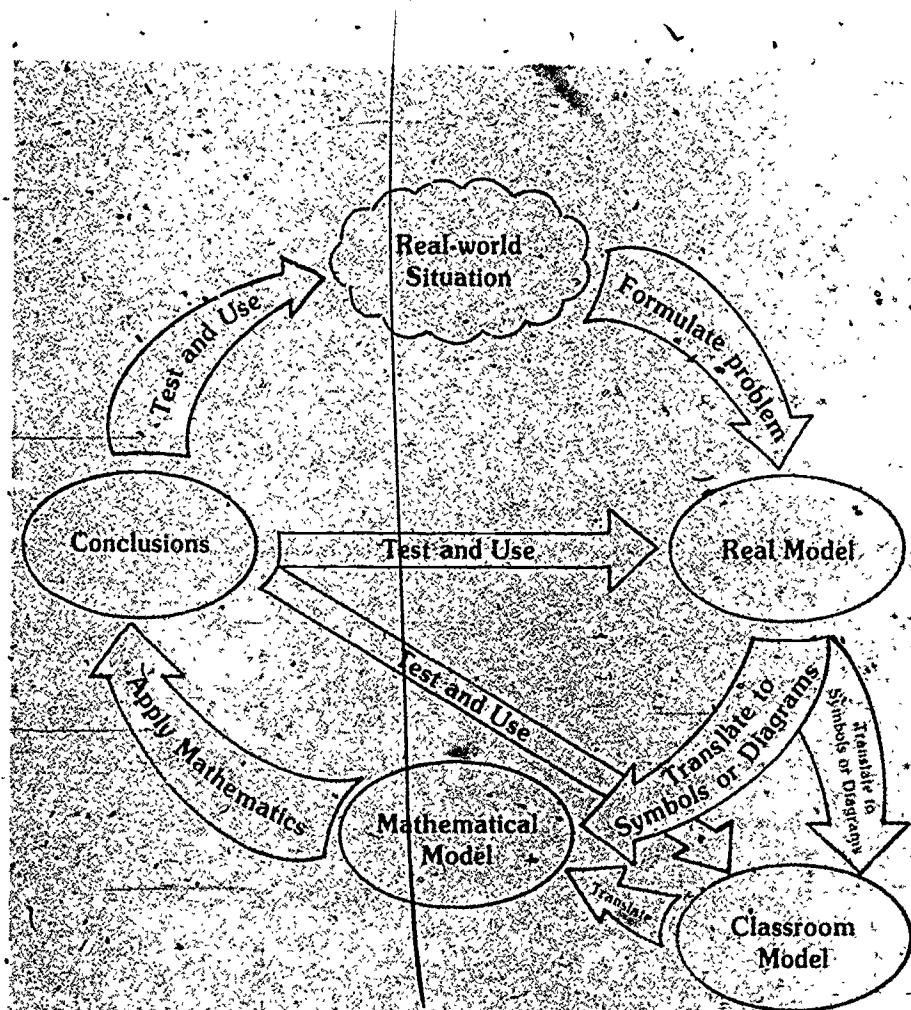 Real-world
Situation
Test and Use
Formulate problem
Conclusions
Test and Use
Real Model
Test and Use
Translate to
Symbols or Diagrams
Translate to
Symbols or Diagrams
Apply Mathematics
Mathematical
Model
Translate
Classroom
Model